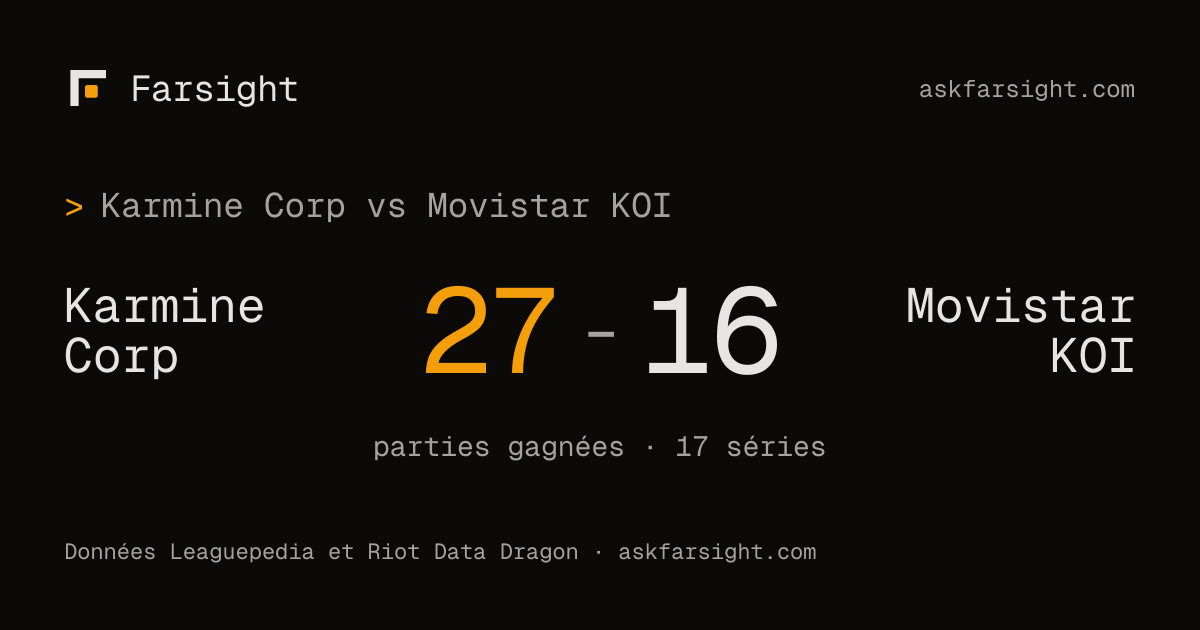 Farsight
askfarsight.com
> Karmine Corp vs Movistar KOI
Karmine
Corp
27 - 16
Movistar
KOI
parties gagnées · 17 séries
Données Leaguepedia et Riot Data Dragon · askfarsight.com